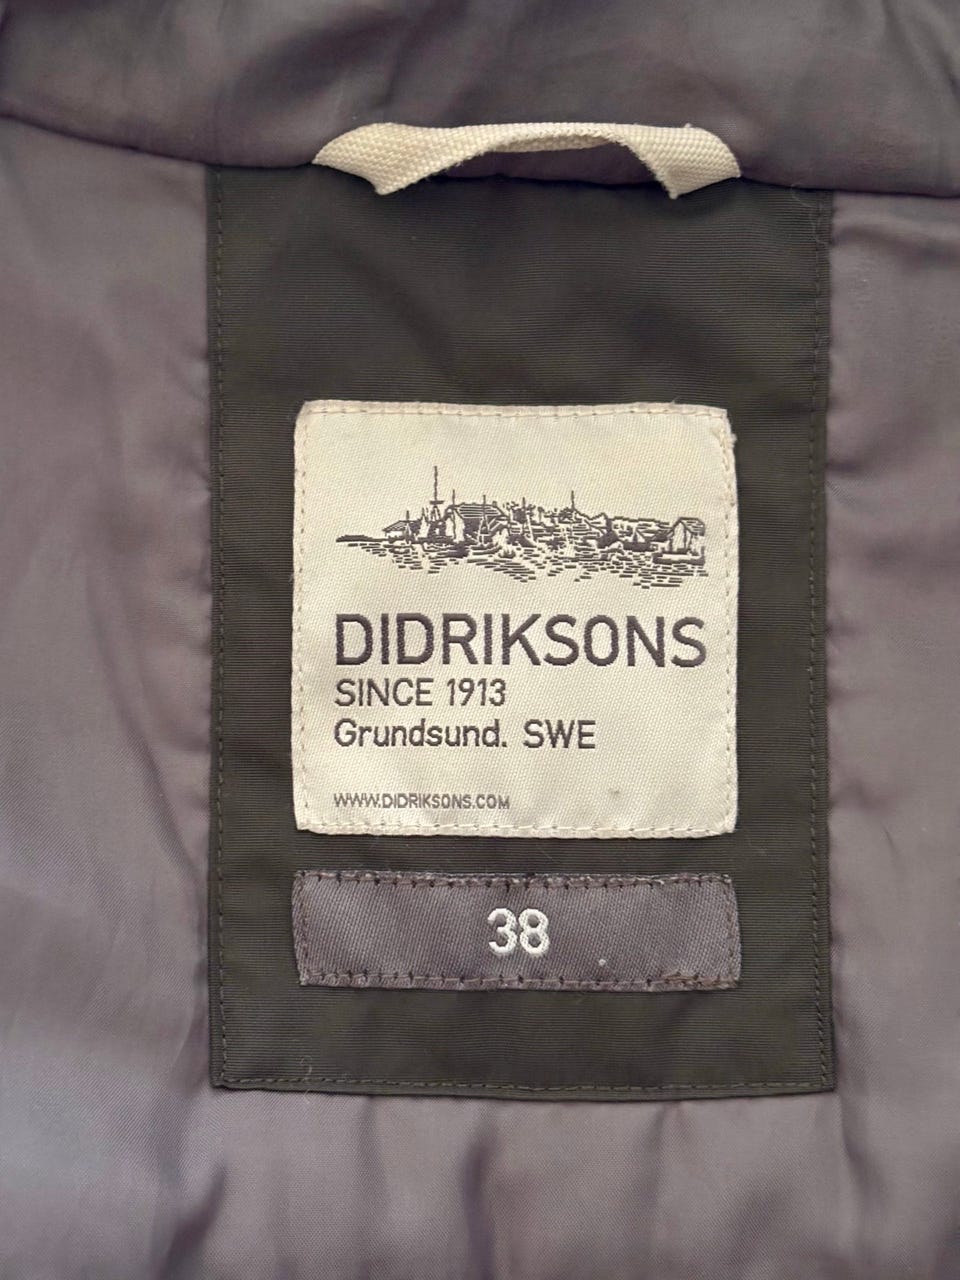 DIDRIKSONS
SINCE 1913
Grundsund. SWE
WWW.DIDRIKSONS.COM
38